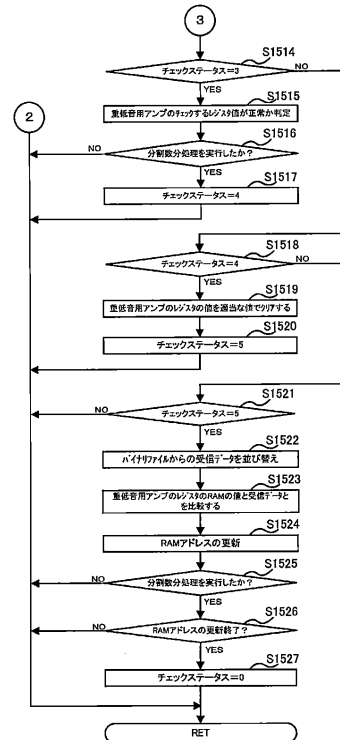 3
S1514
チェックステータス=3
NO
YES
S1515
重低音用アンプのチェックするレジスタ値が正常か判定
2
S1516
NO
分割数分処理を実行したか?
YES
S1517
チェックステータス=4
S1518
チェックステータス=4
NO
YES
S1519
重低音用アンプのレジスタの値を適当な値でクリアする
S1520
チェックステータス=5
S1521
NO
チェックステータス=5
YES
S1522
バイナリファイルからの受信データを並び替え
S1523
重低音用アンプのレジスタのRAMの値と受信データと
を比較する
S1524
RAMアドレスの更新
S1525
NO
分割数分処理を実行したか?
YES
S1526
NO
RAMアドレスの更新終了?
YES
S1527
チェックステータス=0
RET